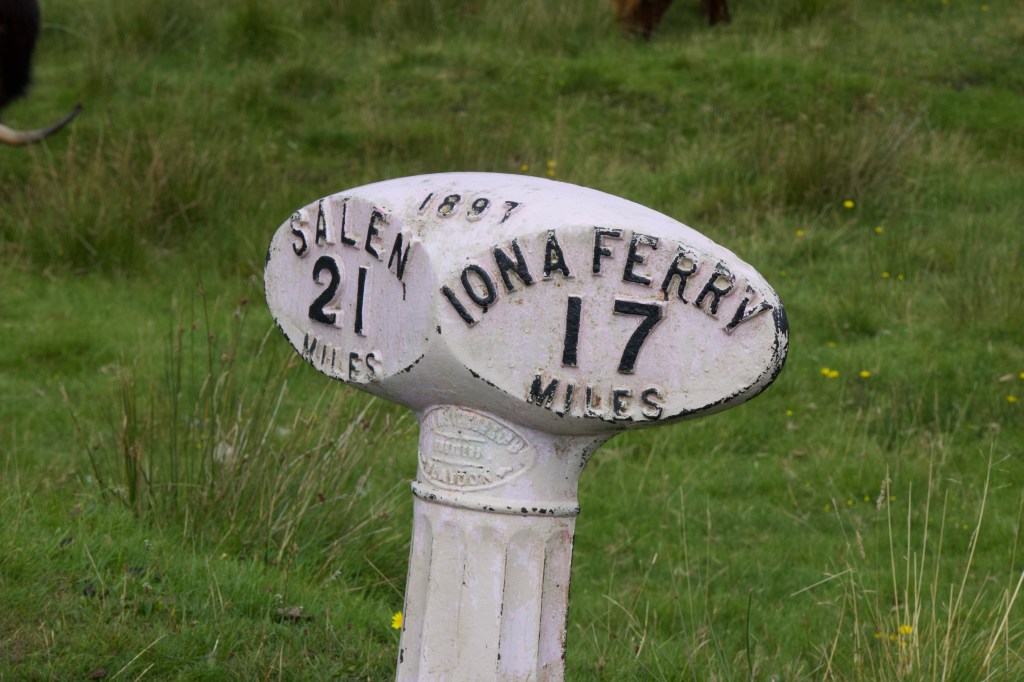 1897
SALEN
21
MILES
IONA FERRY
17
MILES